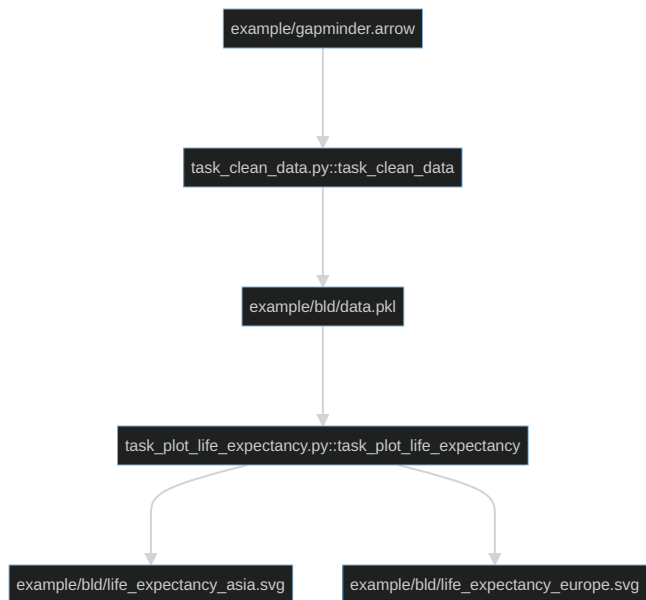 example/gapminder.arrow
task_clean_data.py::task_clean_data
example/bld/data.pkl
task_plot_life_expectancy.py::task_plot_life_expectancy
example/bld/life_expectancy_asia.svg
example/bld/life_expectancy_europe.svg